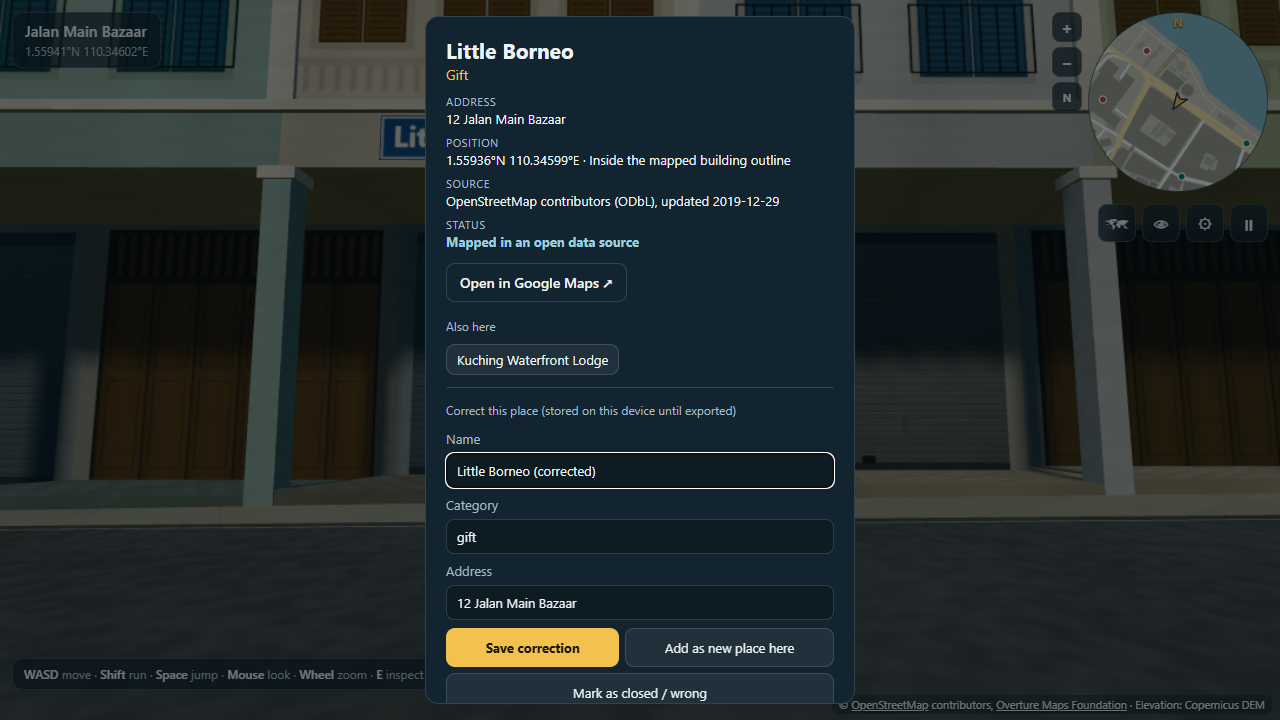 Jalan Main Bazaar
1.55941°N 110.34602°E
Lit
Little Borneo
Gift
ADDRESS
12 Jalan Main Bazaar
POSITION
1.55936°N 110.34599°E · Inside the mapped building outline
SOURCE
OpenStreetMap contributors (ODbL), updated 2019-12-29
STATUS
Mapped in an open data source
Open in Google Maps ↗
Also here
Kuching Waterfront Lodge
Correct this place (stored on this device until exported)
Name
Little Borneo (corrected)
Category
gift
Address
12 Jalan Main Bazaar
Save correction
Add as new place here
Mark as closed / wrong
+
−
N
N
WASD move · Shift run · Space jump · Mouse look · Wheel zoom · E inspect
© OpenStreetMap contributors, Overture Maps Foundation · Elevation: Copernicus DEM